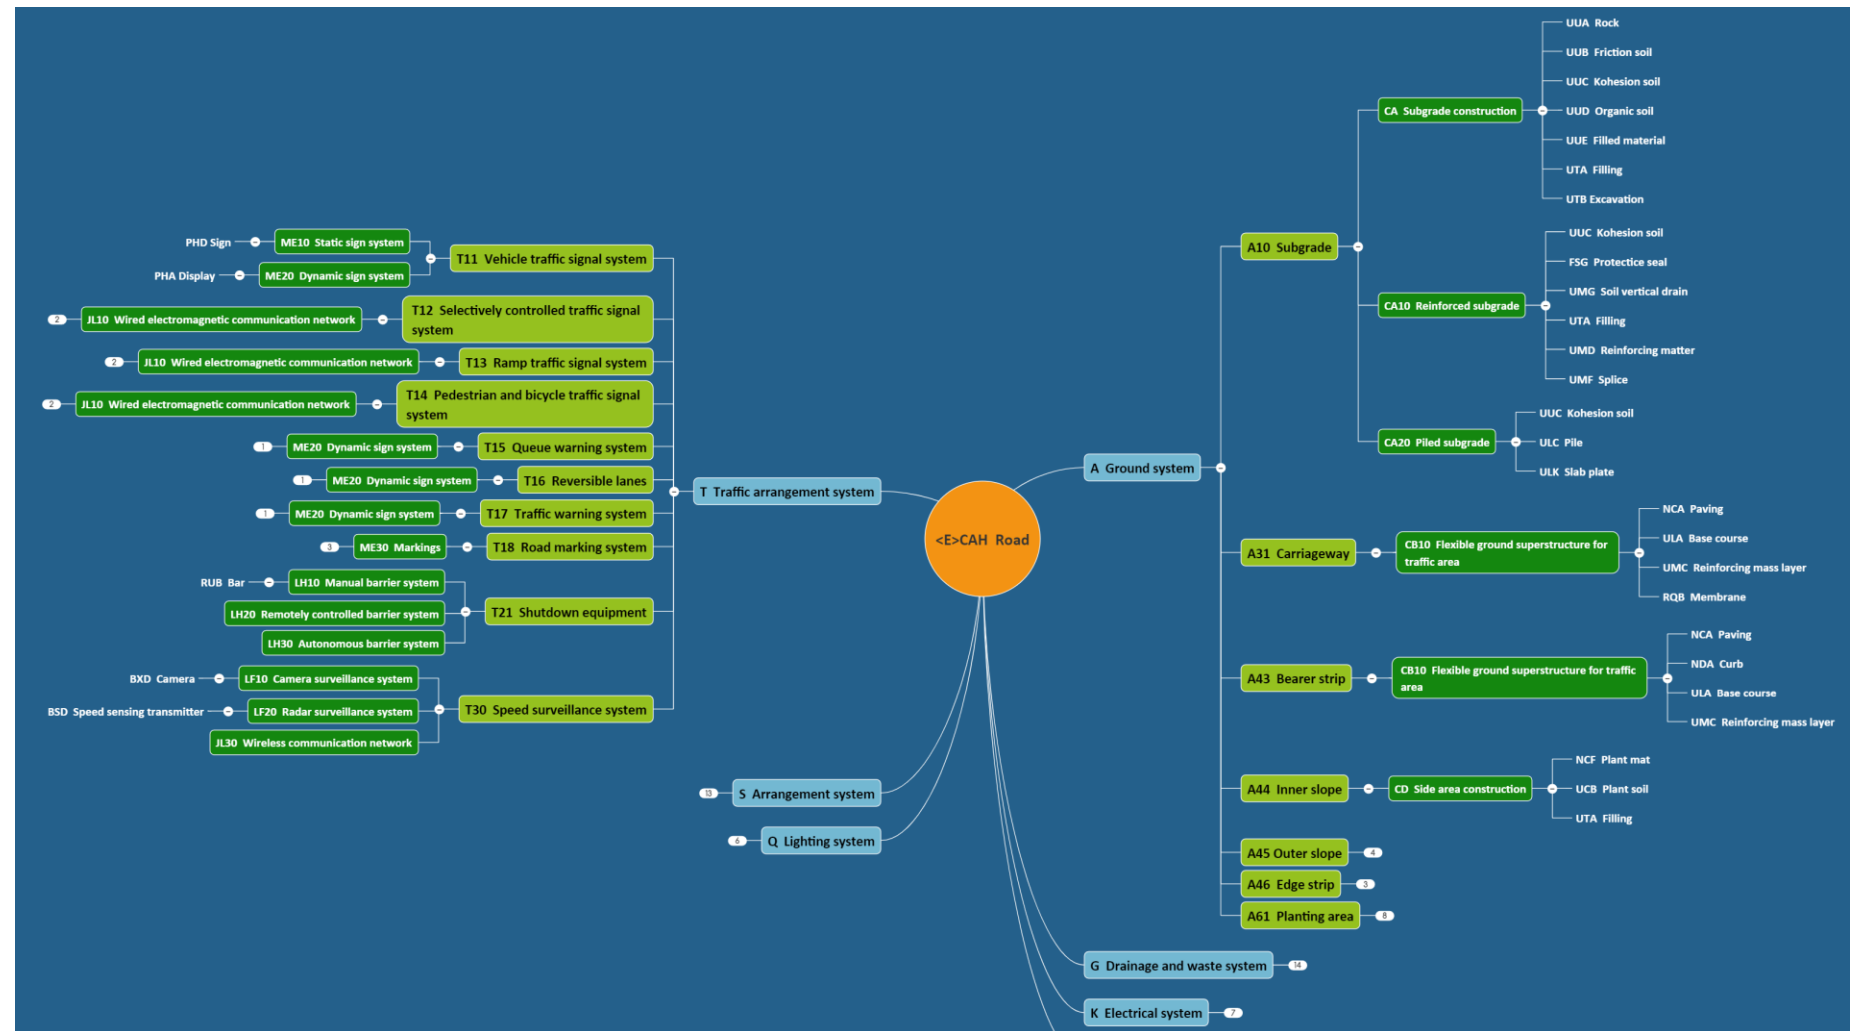 <E>CAH  Road
T  Traffic arrangement system
T11  Vehicle traffic signal system
ME10  Static sign system
PHD Sign
ME20  Dynamic sign system
PHA Display
T12  Selectively controlled traffic signal
system
JL10  Wired electromagnetic communication network
2
T13  Ramp traffic signal system
JL10  Wired electromagnetic communication network
2
T14  Pedestrian and bicycle traffic signal
system
JL10  Wired electromagnetic communication network
2
T15  Queue warning system
ME20  Dynamic sign system
1
T16  Reversible lanes
ME20  Dynamic sign system
1
T17  Traffic warning system
ME20  Dynamic sign system
1
T18  Road marking system
ME30  Markings
3
T21  Shutdown equipment
LH10  Manual barrier system
RUB  Bar
LH20  Remotely controlled barrier system
LH30  Autonomous barrier system
T30  Speed surveillance system
LF10  Camera surveillance system
BXD  Camera
LF20  Radar surveillance system
BSD  Speed sensing transmitter
JL30  Wireless communication network
S  Arrangement system
13
Q  Lighting system
6
A  Ground system
A10  Subgrade
CA  Subgrade construction
UUA  Rock
UUB  Friction soil
UUC  Kohesion soil
UUD  Organic soil
UUE  Filled material
UTA  Filling
UTB Excavation
CA10  Reinforced subgrade
UUC  Kohesion soil
FSG  Protectice seal
UMG  Soil vertical drain
UTA  Filling
UMD  Reinforcing matter
UMF  Splice
CA20  Piled subgrade
UUC  Kohesion soil
ULC  Pile
ULK  Slab plate
A31  Carriageway
CB10  Flexible ground superstructure for
traffic area
NCA  Paving
ULA  Base course
UMC  Reinforcing mass layer
RQB  Membrane
A43  Bearer strip
CB10  Flexible ground superstructure for traffic
area
NCA  Paving
NDA  Curb
ULA  Base course
UMC  Reinforcing mass layer
A44  Inner slope
CD  Side area construction
NCF  Plant mat
UCB  Plant soil
UTA  Filling
A45 Outer slope
4
A46  Edge strip
3
A61  Planting area
8
G  Drainage and waste system
14
K  Electrical system
7